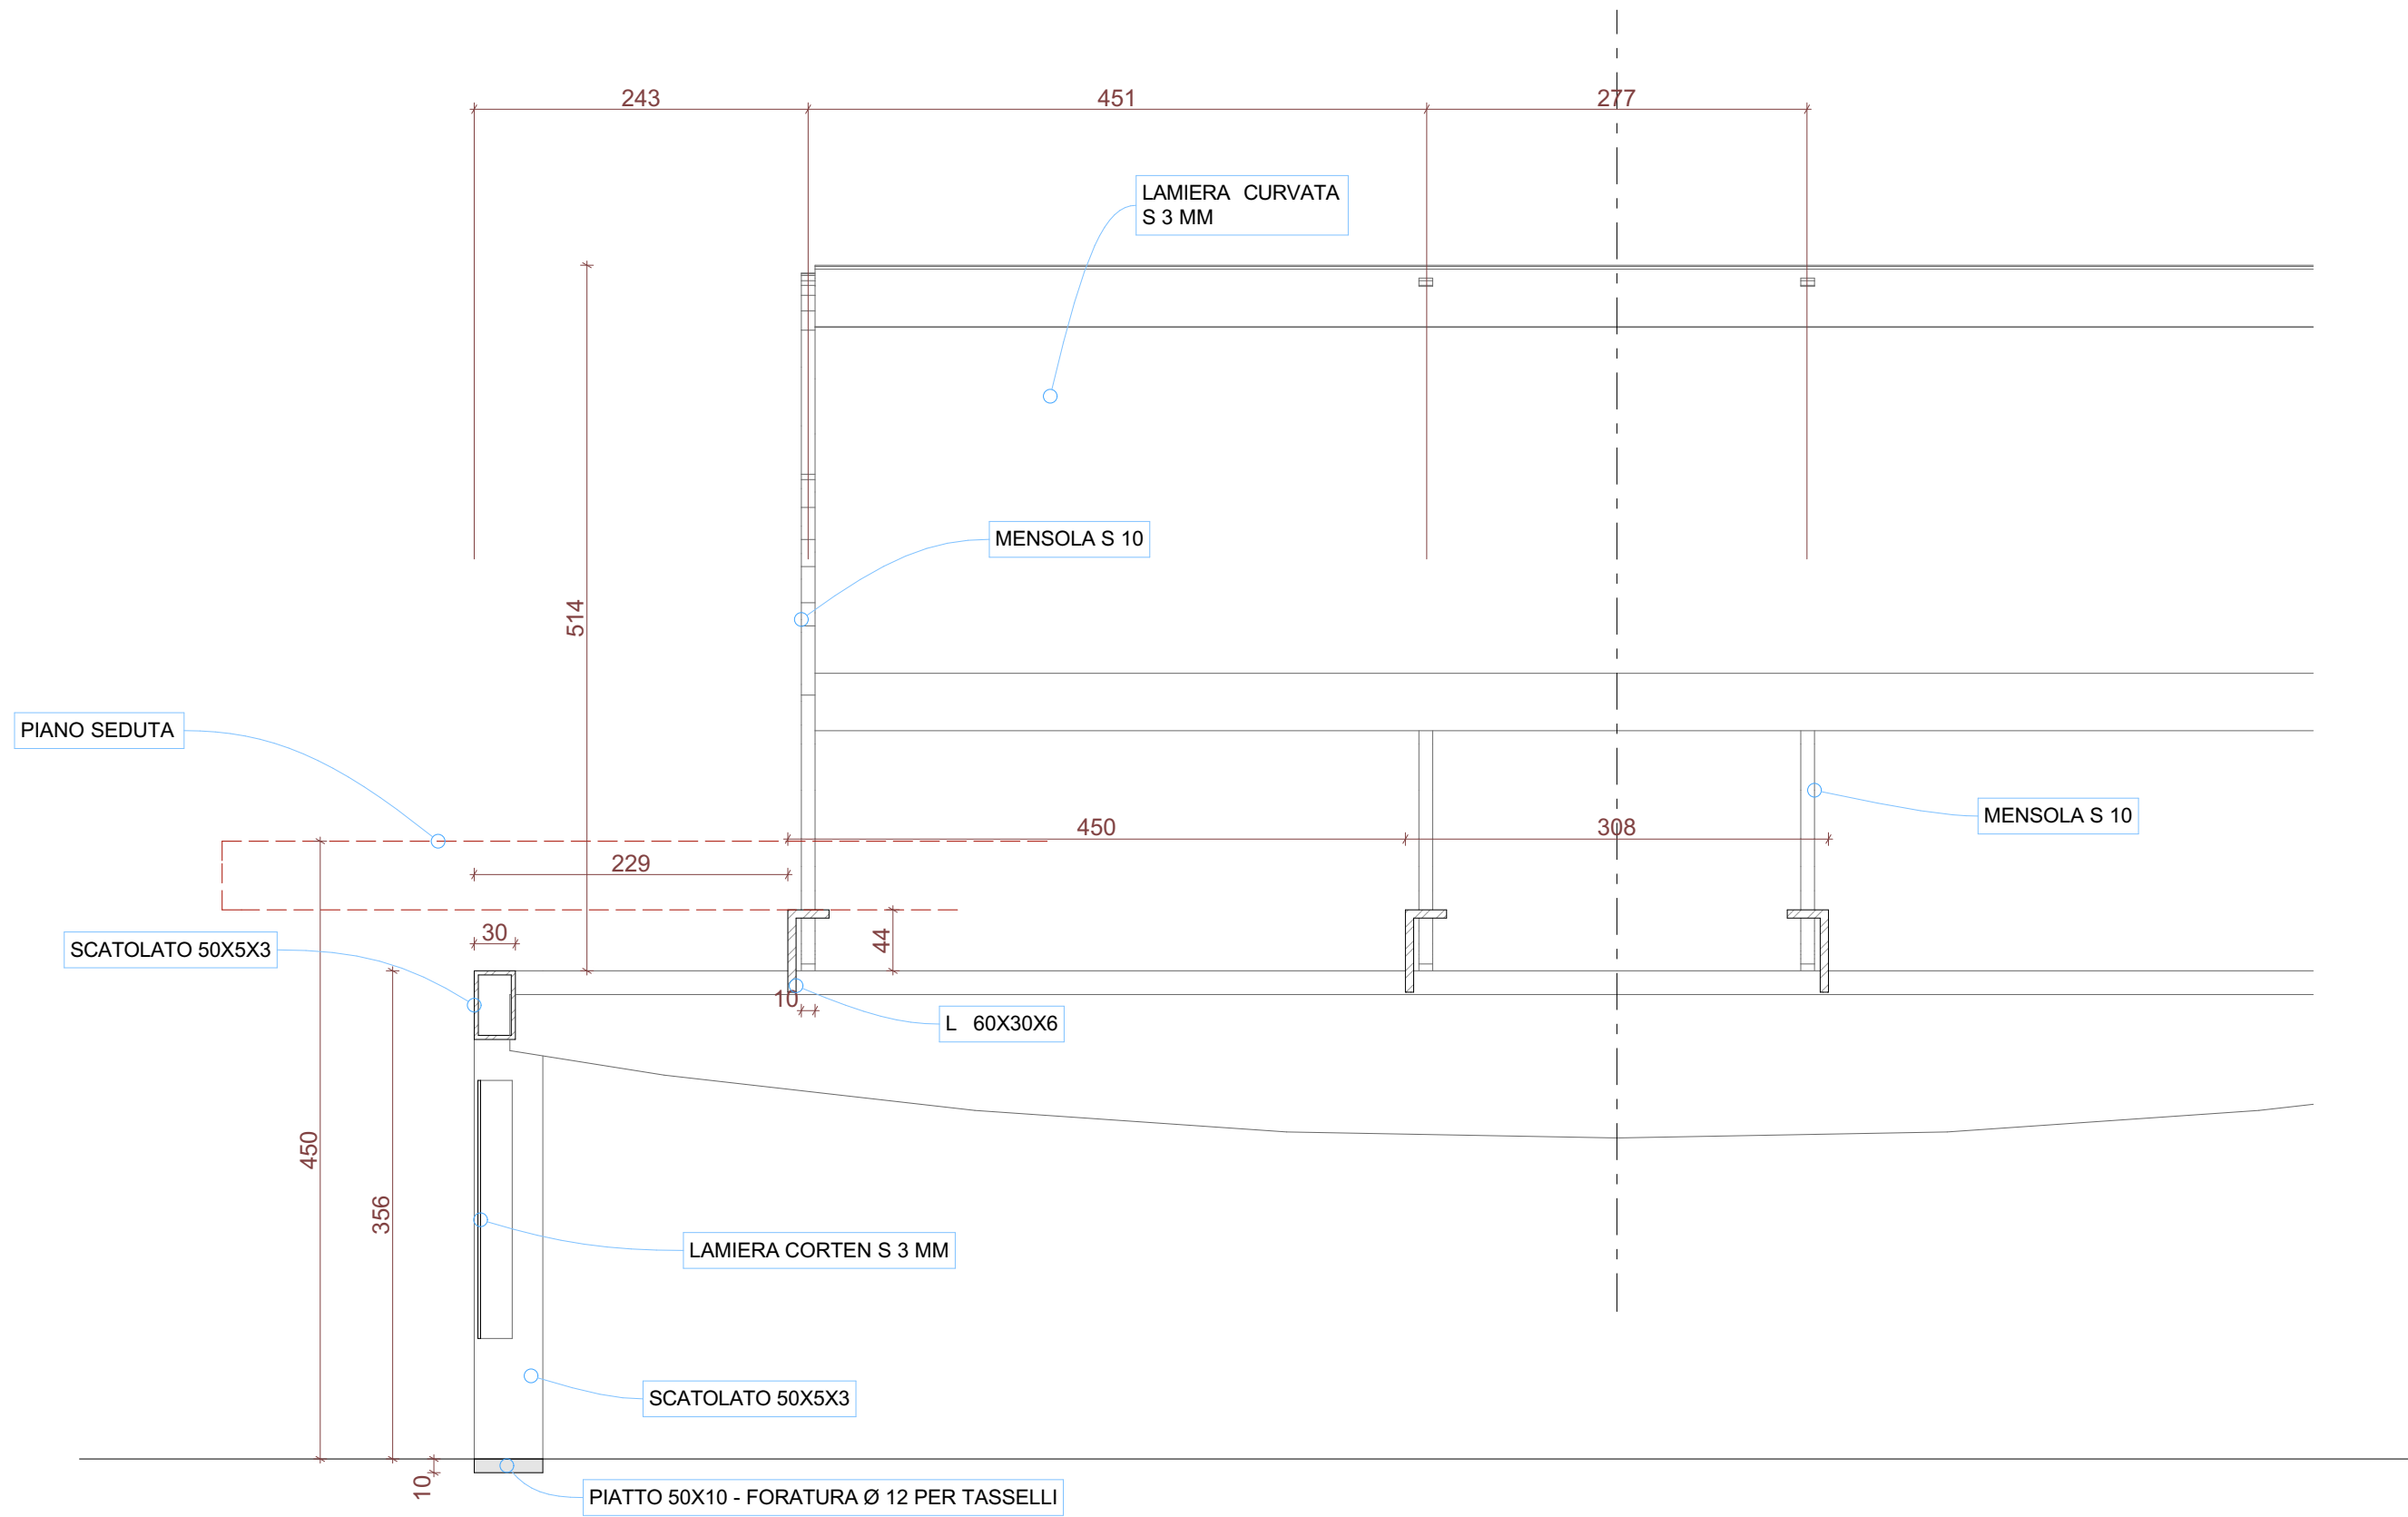 243
451
277
LAMIERA CURVATA
S 3 MM
MENSOLA S 10
514
PIANO SEDUTA
MENSOLA S 10
450
308
229
30
44
SCATOLATO 50X5X3
10
L 60X30X6
450
356
LAMIERA CORTEN S 3 MM
SCATOLATO 50X5X3
10
PIATTO 50X10 - FORATURA Ø 12 PER TASSELLI